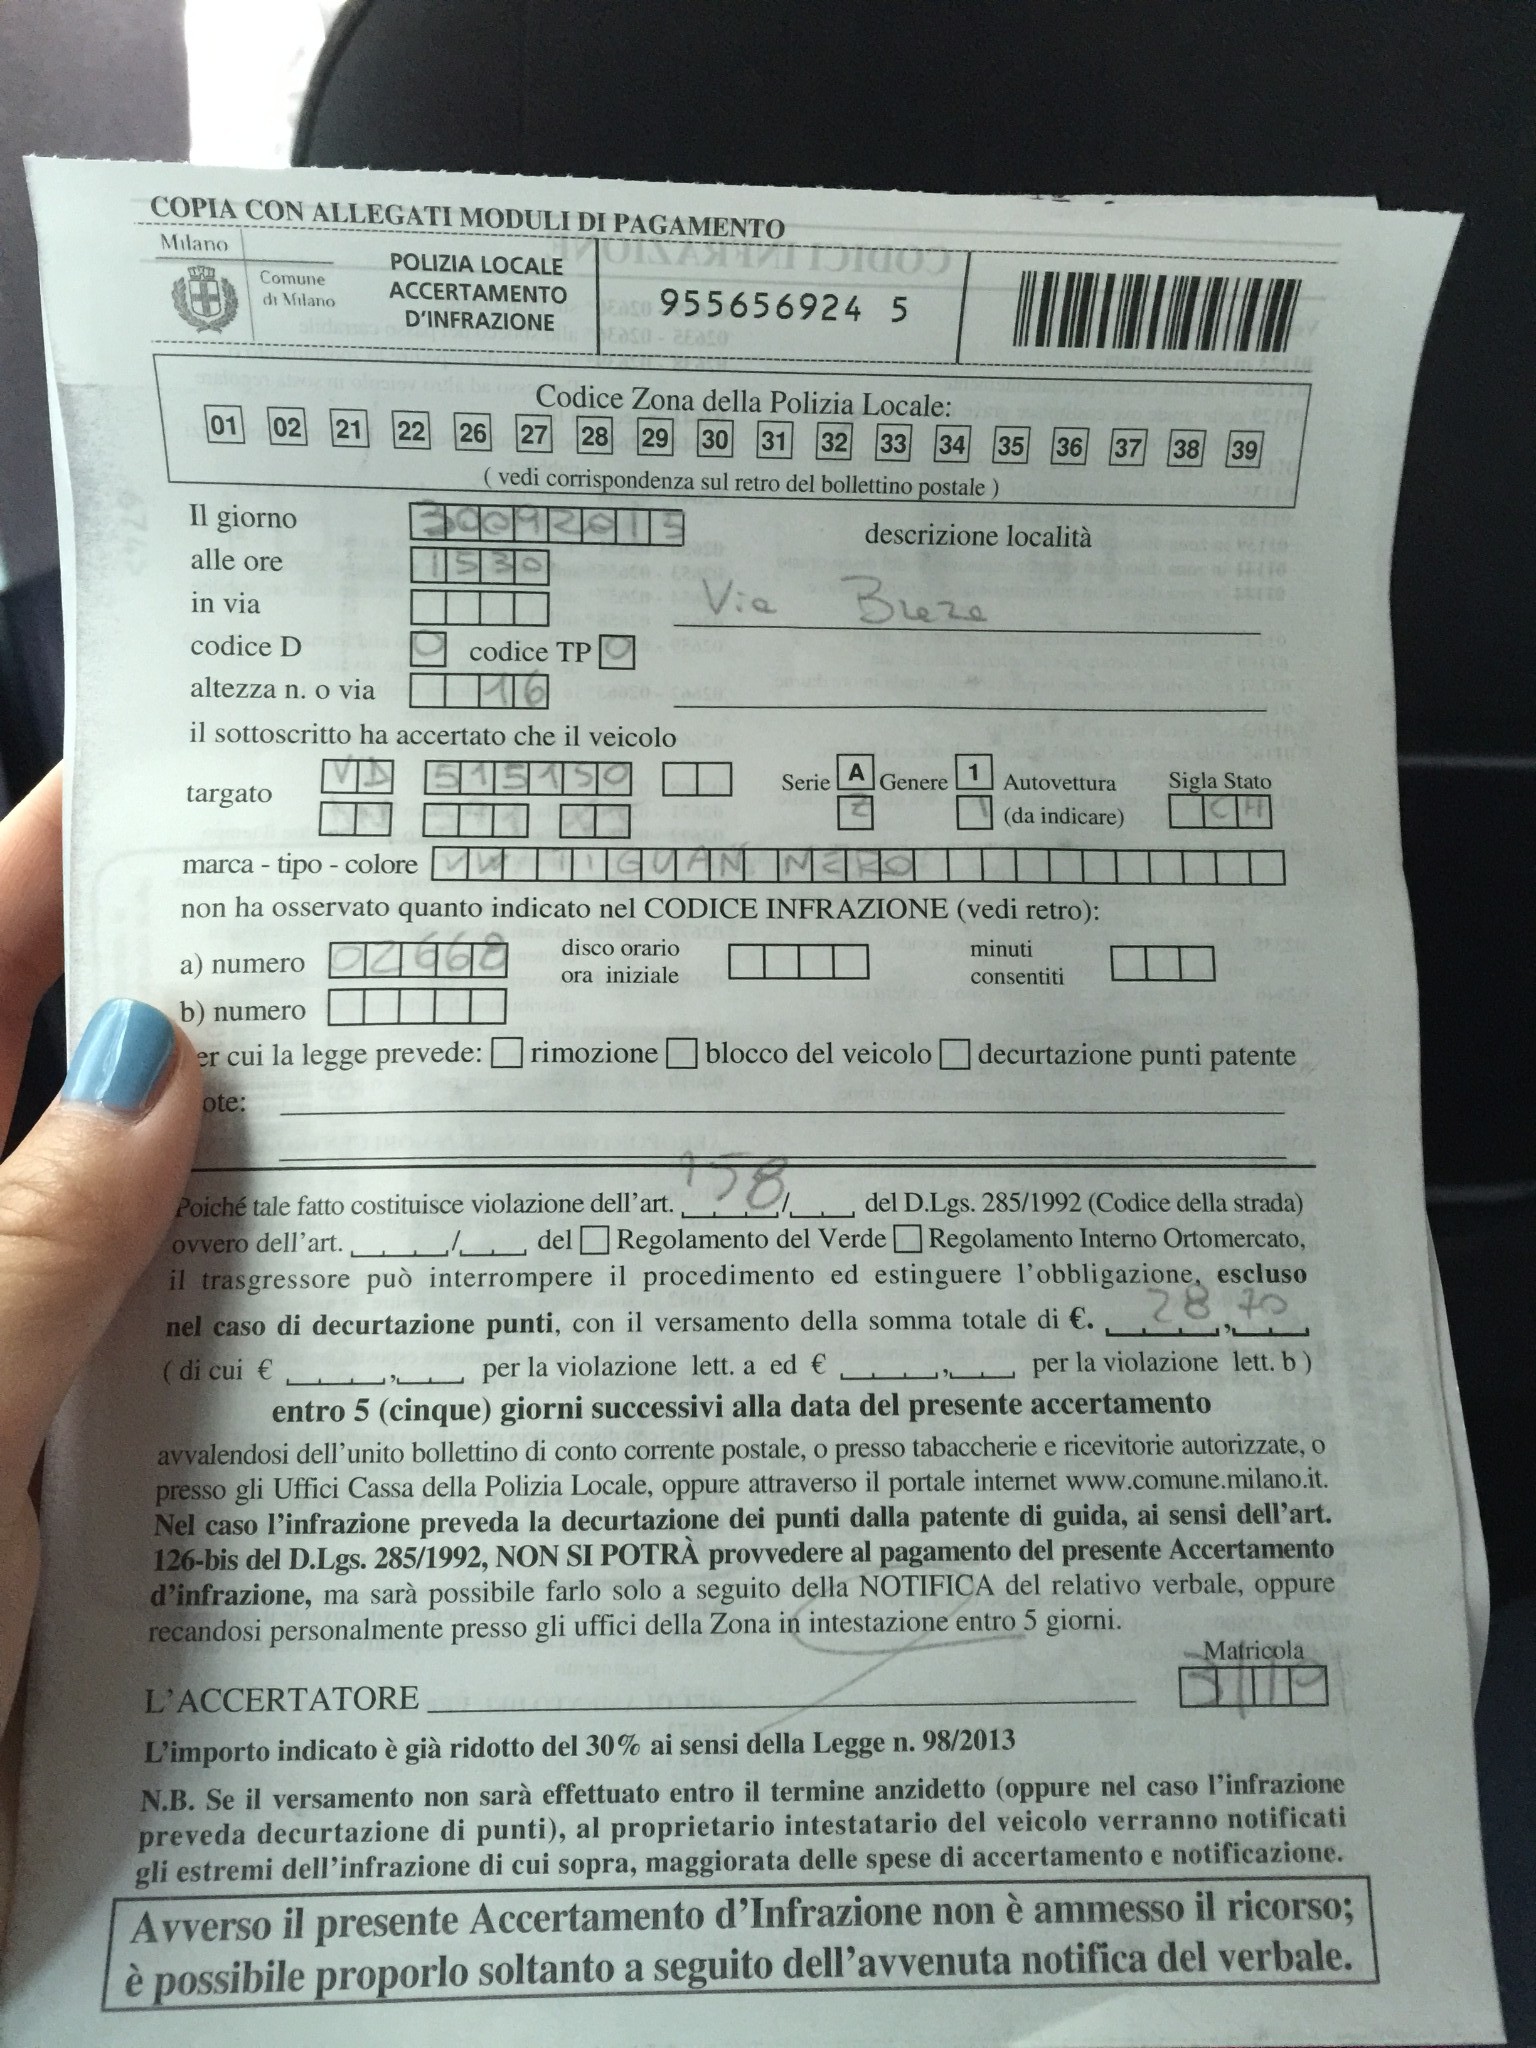 COPIA CON ALLEGATI MODULI DI PAGAMENTO
Milano
Comune
di Milano
POLIZIA LOCALE
ACCERTAMENTO
D'INFRAZIONE
955656924 5
Codice Zona della Polizia Locale:
01 02 21 22 26 27 28 29 30 31 32 33 34 35 36 37 38 39
( vedi corrispondenza sul retro del bollettino postale )
Il giorno 30092015 descrizione località
alle ore 1530
in via Via
codice D 0 codice TP 0
altezza n. o via 16
il sottoscritto ha accertato che il veicolo
targato VD 515150 Serie A Genere 1 Autovettura Sigla Stato
Z 1 (da indicare) CH
marca - tipo - colore VW TIGUAN NERO
non ha osservato quanto indicato nel CODICE INFRAZIONE (vedi retro):
a) numero 02668 disco orario ora iniziale minuti consentiti
b) numero
er cui la legge prevede: rimozione blocco del veicolo decurtazione punti patente
ote:
Poiché tale fatto costituisce violazione dell'art. 158/ del D.Lgs. 285/1992 (Codice della strada)
ovvero dell'art. / del Regolamento del Verde Regolamento Interno Ortomercato,
il trasgressore può interrompere il procedimento ed estinguere l'obbligazione, escluso
nel caso di decurtazione punti, con il versamento della somma totale di €. 28,70
( di cui € , per la violazione lett. a ed € , per la violazione lett. b )
entro 5 (cinque) giorni successivi alla data del presente accertamento
avvalendosi dell'unito bollettino di conto corrente postale, o presso tabaccherie e ricevitorie autorizzate, o
presso gli Uffici Cassa della Polizia Locale, oppure attraverso il portale internet www.comune.milano.it.
Nel caso l'infrazione preveda la decurtazione dei punti dalla patente di guida, ai sensi dell'art.
126-bis del D.Lgs. 285/1992, NON SI POTRÀ provvedere al pagamento del presente Accertamento
d'infrazione, ma sarà possibile farlo solo a seguito della NOTIFICA del relativo verbale, oppure
recandosi personalmente presso gli uffici della Zona in intestazione entro 5 giorni.
Matricola
L'ACCERTATORE
L'importo indicato è già ridotto del 30% ai sensi della Legge n. 98/2013
N.B. Se il versamento non sarà effettuato entro il termine anzidetto (oppure nel caso l'infrazione
preveda decurtazione di punti), al proprietario intestatario del veicolo verranno notificati
gli estremi dell'infrazione di cui sopra, maggiorata delle spese di accertamento e notificazione.
Avverso il presente Accertamento d'Infrazione non è ammesso il ricorso;
è possibile proporlo soltanto a seguito dell'avvenuta notifica del verbale.